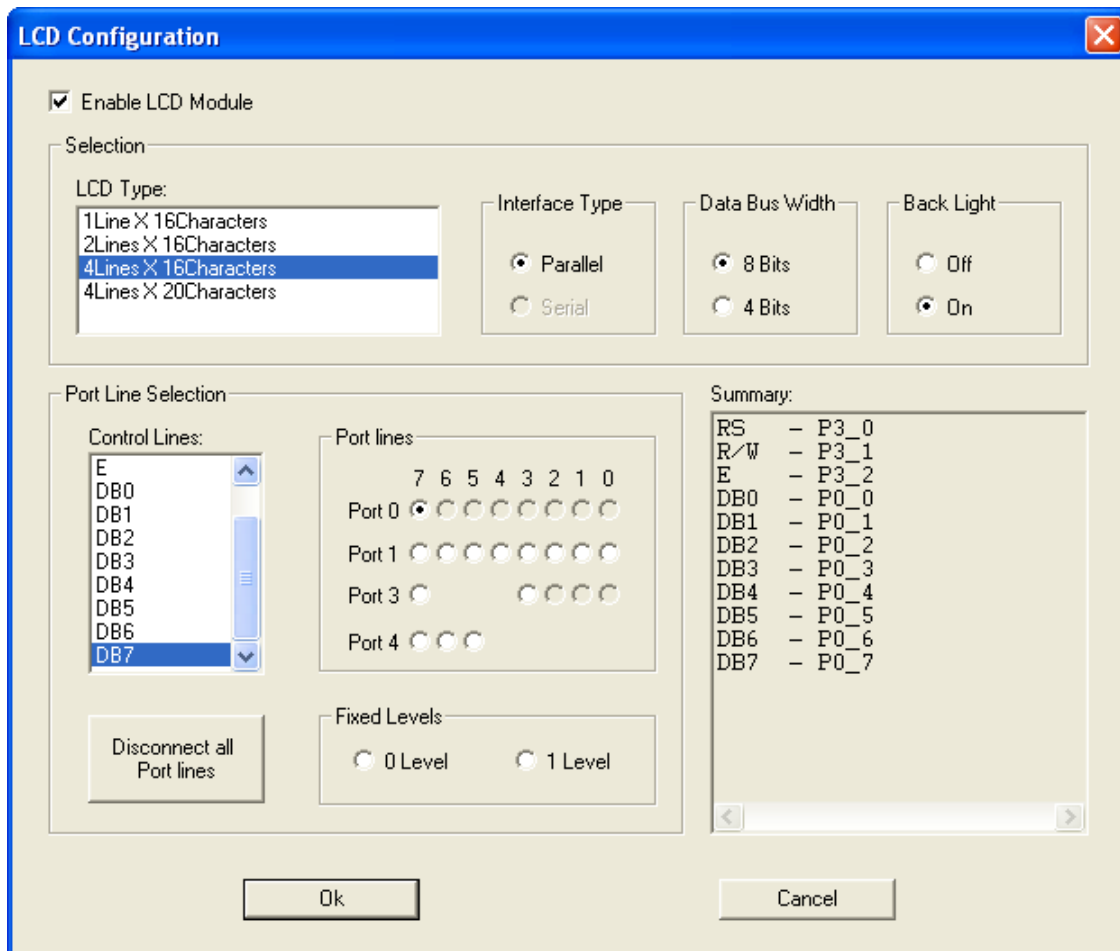 LCD Configuration
Enable LCD Module
Selection
LCD Type:
1Line X 16Characters
2Lines X 16Characters
4Lines X 16Characters
4Lines X 20Characters
Interface Type
Parallel
Serial
Data Bus Width
8 Bits
4 Bits
Back Light
Off
On
Port Line Selection
Control Lines:
E
DB0
DB1
DB2
DB3
DB4
DB5
DB6
DB7
Disconnect all
Port lines
Port lines
7 6 5 4 3 2 1 0
Port 0
Port 1
Port 3
Port 4
Fixed Levels
0 Level
1 Level
Summary:
RS - P3_0
R/W - P3_1
E - P3_2
DB0 - P0_0
DB1 - P0_1
DB2 - P0_2
DB3 - P0_3
DB4 - P0_4
DB5 - P0_5
DB6 - P0_6
DB7 - P0_7
Ok
Cancel